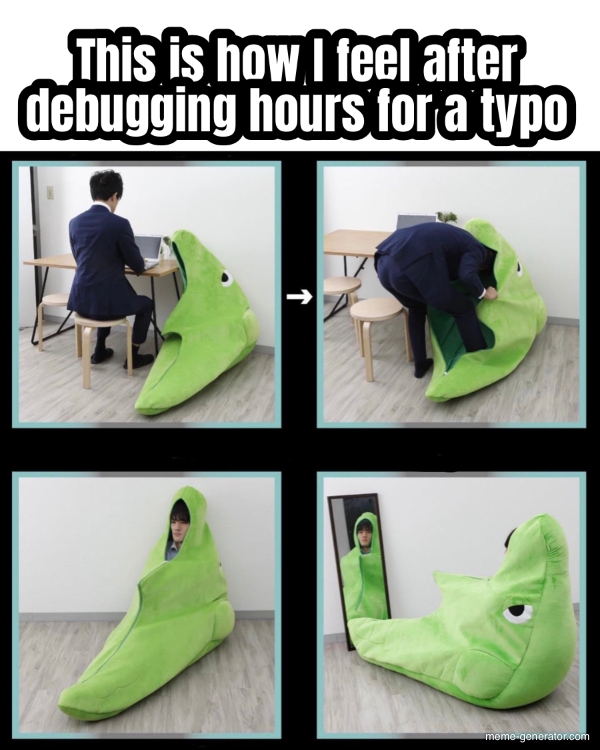 This is how I feel after
debugging hours for a typo
meme-generator.com